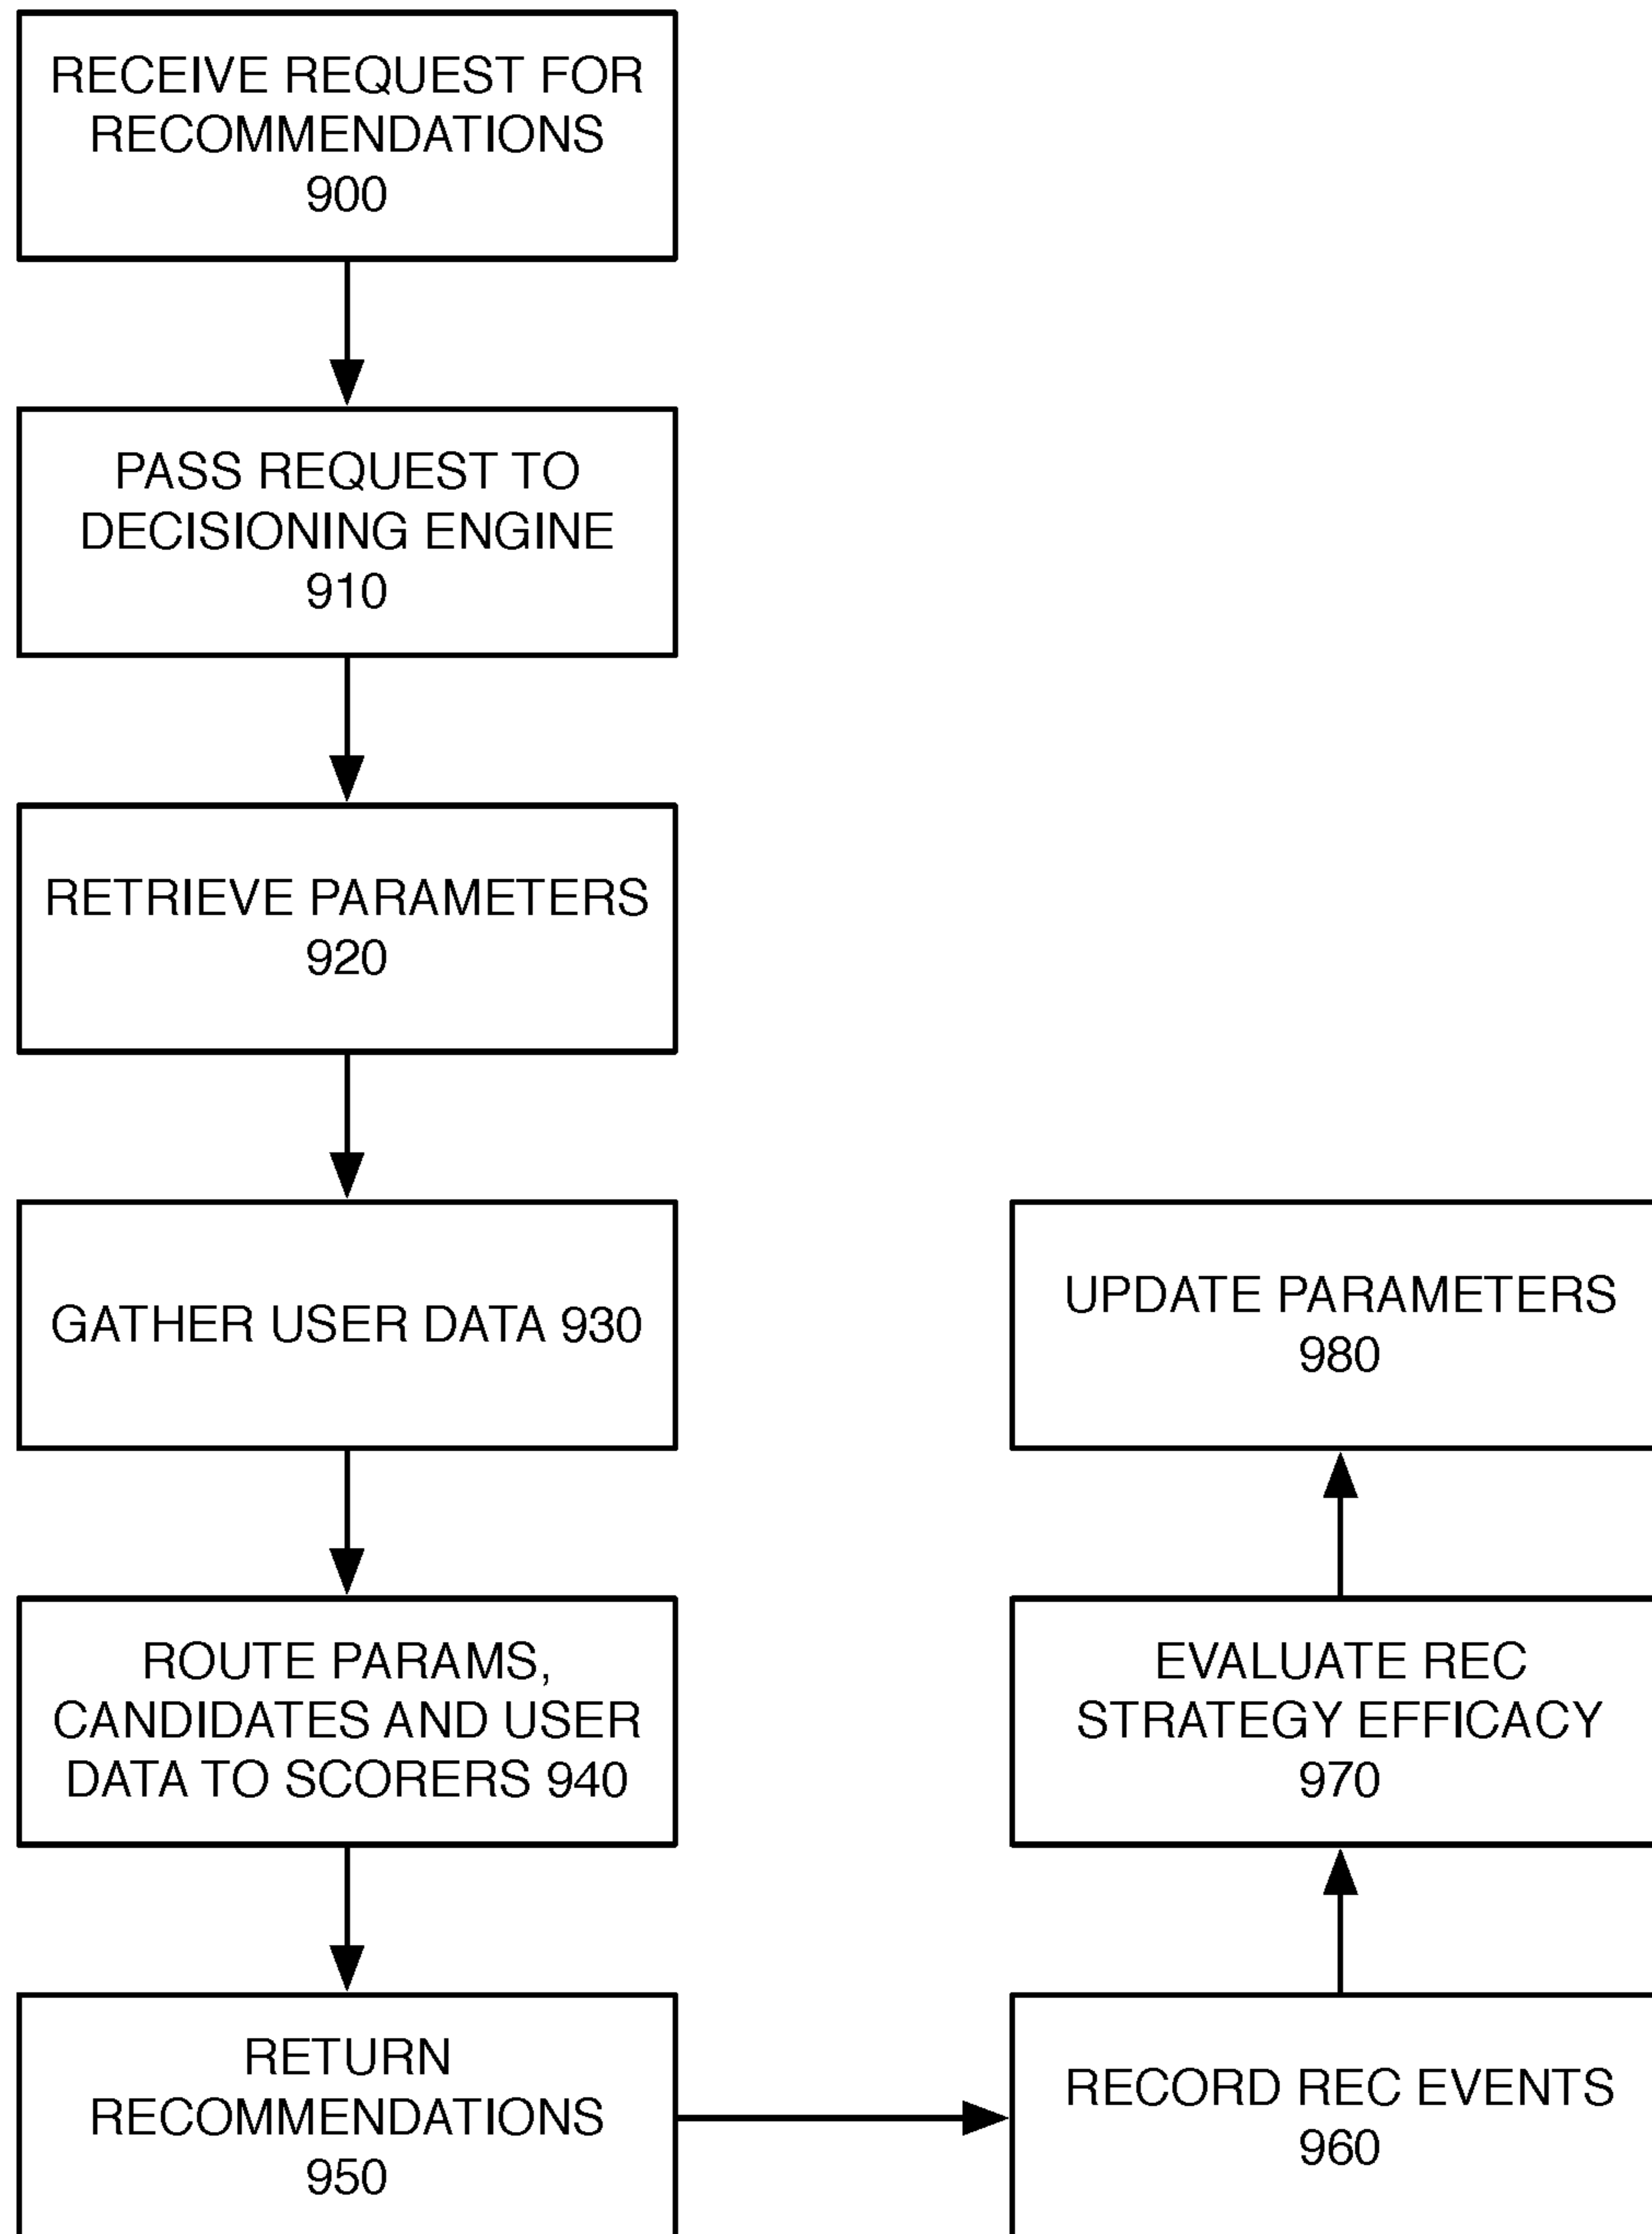 RECEIVE REQUEST FOR
RECOMMENDATIONS
900
PASS REQUEST TO
DECISIONING ENGINE
910
RETRIEVE PARAMETERS
920
GATHER USER DATA 930
ROUTE PARAMS,
CANDIDATES AND USER
DATA TO SCORERS 940
RETURN
RECOMMENDATIONS
950
RECORD REC EVENTS
960
EVALUATE REC
STRATEGY EFFICACY
970
UPDATE PARAMETERS
980